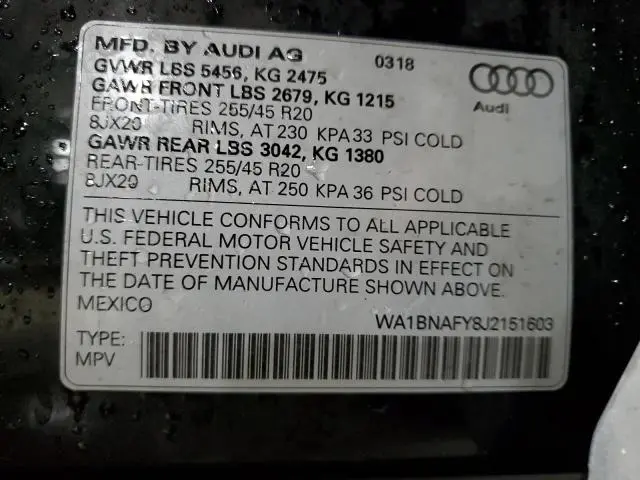 MFD. BY AUDI AG 0318
GVWR LBS 5456, KG 2475
GAWR FRONT LBS 2679, KG 1215
FRONT-TIRES 255/45 R20
8JX20 RIMS, AT 230 KPA 33 PSI COLD
GAWR REAR LBS 3042, KG 1380
REAR-TIRES 255/45 R20
8JX20 RIMS, AT 250 KPA 36 PSI COLD
Audi
THIS VEHICLE CONFORMS TO ALL APPLICABLE
U.S. FEDERAL MOTOR VEHICLE SAFETY AND
THEFT PREVENTION STANDARDS IN EFFECT ON
THE DATE OF MANUFACTURE SHOWN ABOVE.
MEXICO
WA1BNAFY8J2151603
TYPE:
MPV